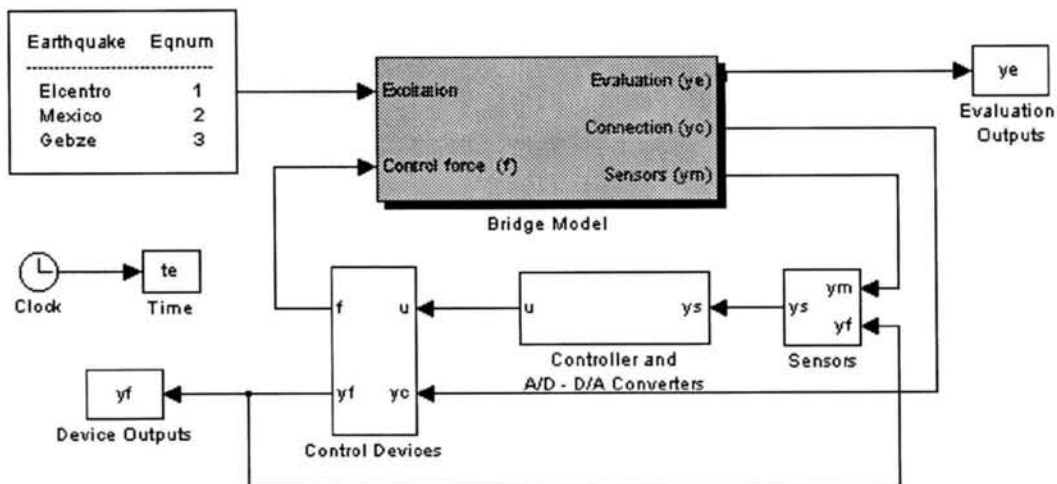 Earthquake Eqnum
--------------------------------
Elcentro 1
Mexico 2
Gebze 3
Excitation
Control force (f)
Evaluation (ye)
Connection (yc)
Sensors (ym)
Bridge Model
ye
Evaluation
Outputs
Clock
te
Time
f
u
yf
yc
Control Devices
u
ys
Controller and
A/D - D/A Converters
ys
ym
yf
Sensors
yf
Device Outputs